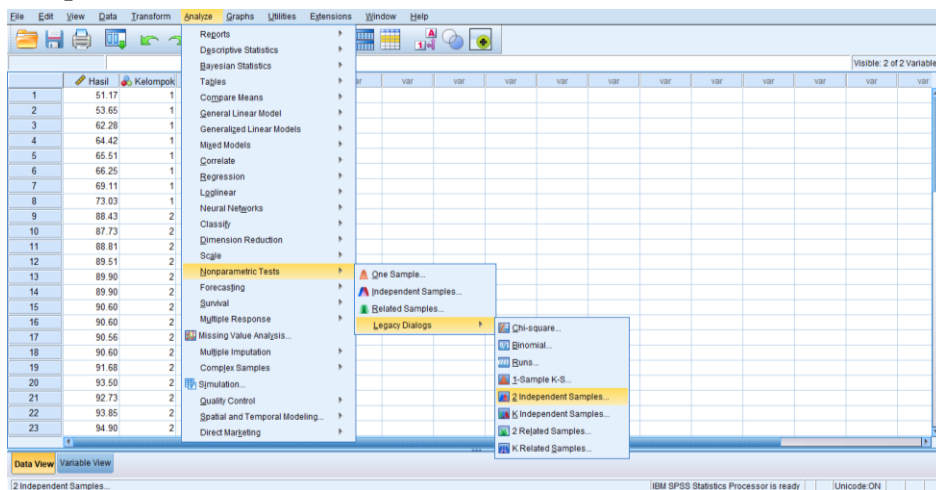 File Edit View Data Transform Analyze Graphs Utilities Extensions Window Help
Visible: 2 of 2 Variable
Hasil Kelompok var var var var var var var var
1 51.17 1
2 53.65 1
3 62.28 1
4 64.42 1
5 65.51 1
6 66.25 1
7 69.11 1
8 73.03 1
9 88.43 2
10 87.73 2
11 88.81 2
12 89.51 2
13 89.90 2
14 89.90 2
15 90.60 2
16 90.60 2
17 90.56 2
18 90.60 2
19 91.68 2
20 93.50 2
21 92.73 2
22 93.85 2
23 94.90 2
Reports
Descriptive Statistics
Bayesian Statistics
Tables
Compare Means
General Linear Model
Generalized Linear Models
Mixed Models
Correlate
Regression
Loglinear
Neural Networks
Classify
Dimension Reduction
Scale
Nonparametric Tests
Forecasting
Survival
Multiple Response
Missing Value Analysis...
Multiple Imputation
Complex Samples
Simulation...
Quality Control
Spatial and Temporal Modeling...
Direct Marketing
One Sample...
Independent Samples...
Related Samples...
Legacy Dialogs
Chi-square...
Binomial...
Runs...
1-Sample K-S...
2 Independent Samples...
K Independent Samples...
2 Related Samples...
K Related Samples...
Data View Variable View
2 Independent Samples... IBM SPSS Statistics Processor is ready Unicode:ON